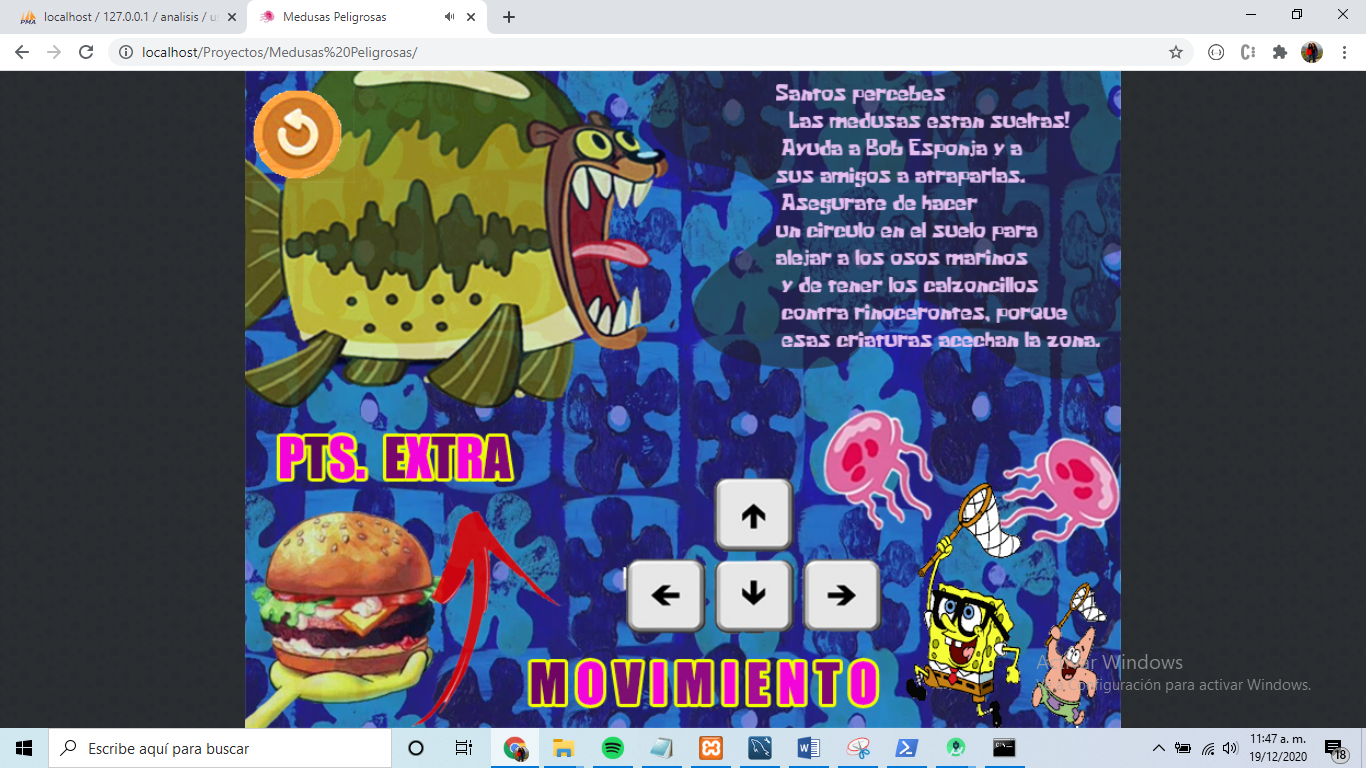 localhost / 127.0.0.1 / analisis / u
Medusas Peligrosas
localhost/Proyectos/Medusas%20Peligrosas/
Santos percebes
Las medusas estan sueltas!
Ayuda a Bob Esponja y a
sus amigos a atraparlas.
Asegurate de hacer
un circulo en el suelo para
alejar a los osos marinos
y de tener los calzoncillos
contra rinocerontes, porque
esas criaturas acechan la zona.
PTS. EXTRA
MOVIMIENTO
Windows
configuración para activar Windows.
Escribe aquí para buscar
11:47 a. m.
19/12/2020
18